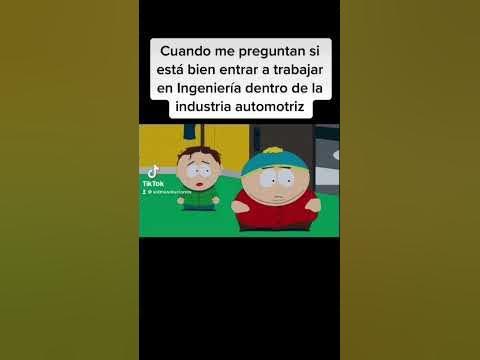 Cuando me preguntan si
está bien entrar a trabajar
en Ingeniería dentro de la
industria automotriz
TikTok